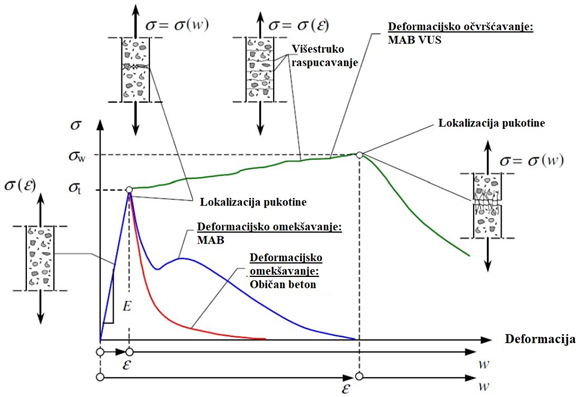 σ = σ(w)
σ = σ(ε)
Deformacijsko očvršćavanje:
MAB VUS
Višestruko
raspucavanje
σ
Lokalizacija pukotine
σw
σ = σ(w)
σ(ε)
σt
Lokalizacija pukotine
Deformacijsko omekšavanje:
MAB
Deformacijsko
omekšavanje:
Običan beton
E
Deformacija
ε
w
ε
w